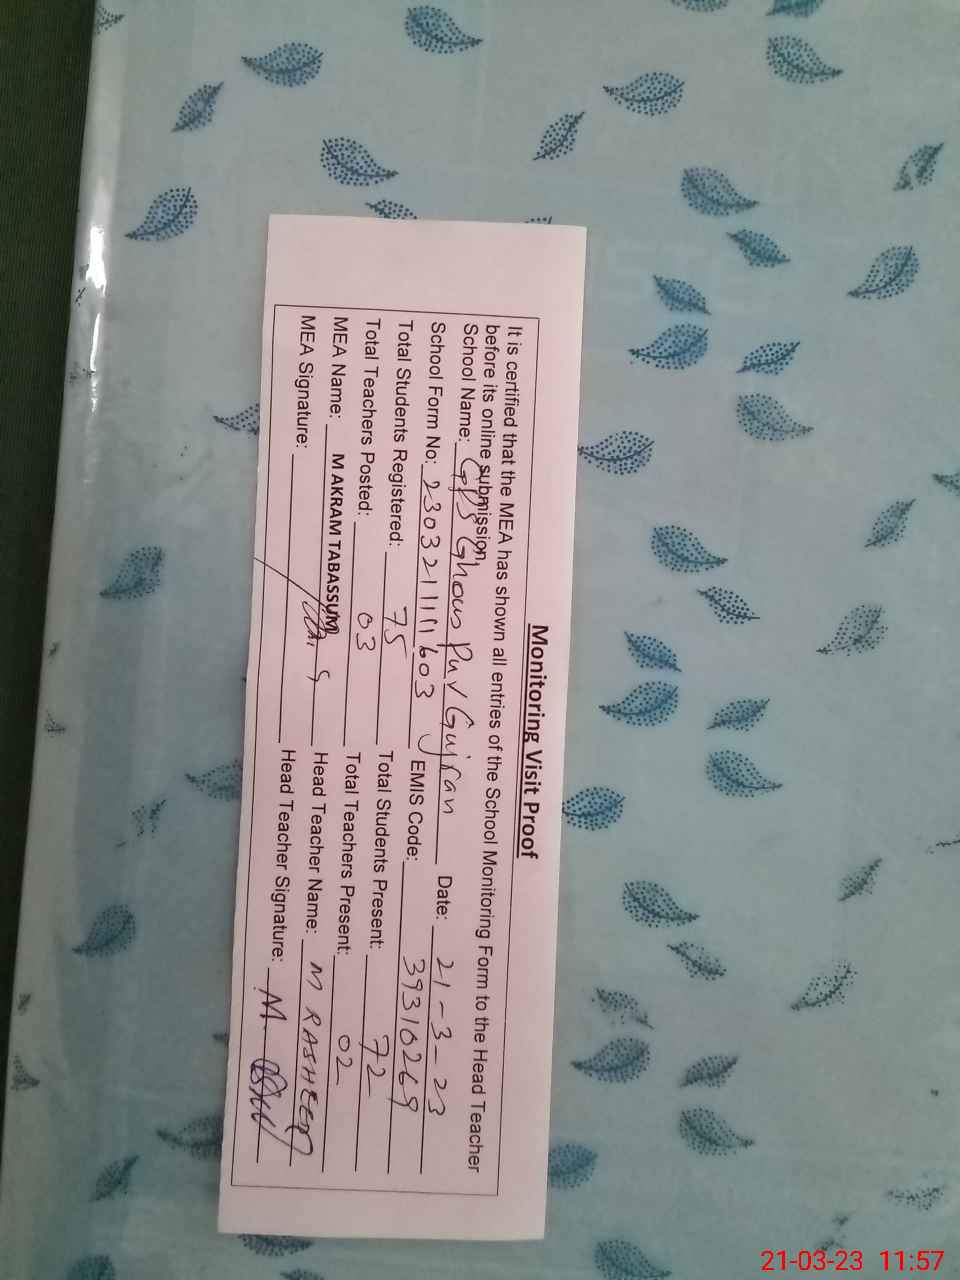 Monitoring Visit Proof
It is certified that the MEA has shown all entries of the School Monitoring Form to the Head Teacher
before its online submission.
School Name: GPS Ghous Pur Gujran Date: 21-3-23
School Form No: 2303211111603 EMIS Code: 39310269
Total Students Registered: 75 Total Students Present: 72
Total Teachers Posted: 03 Total Teachers Present: 02
MEA Name: M AKRAM TABASSUM Head Teacher Name: M RASHEED
MEA Signature: Head Teacher Signature: M
21-03-23 11:57